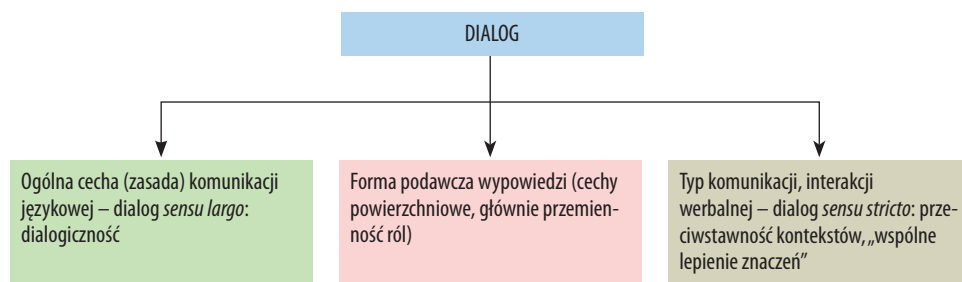 DIALOG
Ogólna cecha (zasada) komunikacji
językowej – dialog sensu largo:
dialogiczność
Forma podawcza wypowiedzi (cechy
powierzchniowe, głównie przemien-
ność ról)
Typ komunikacji, interakcji
werbalnej – dialog sensu stricto: prze-
ciwstawność kontekstów, „wspólne
lepienie znaczeń”